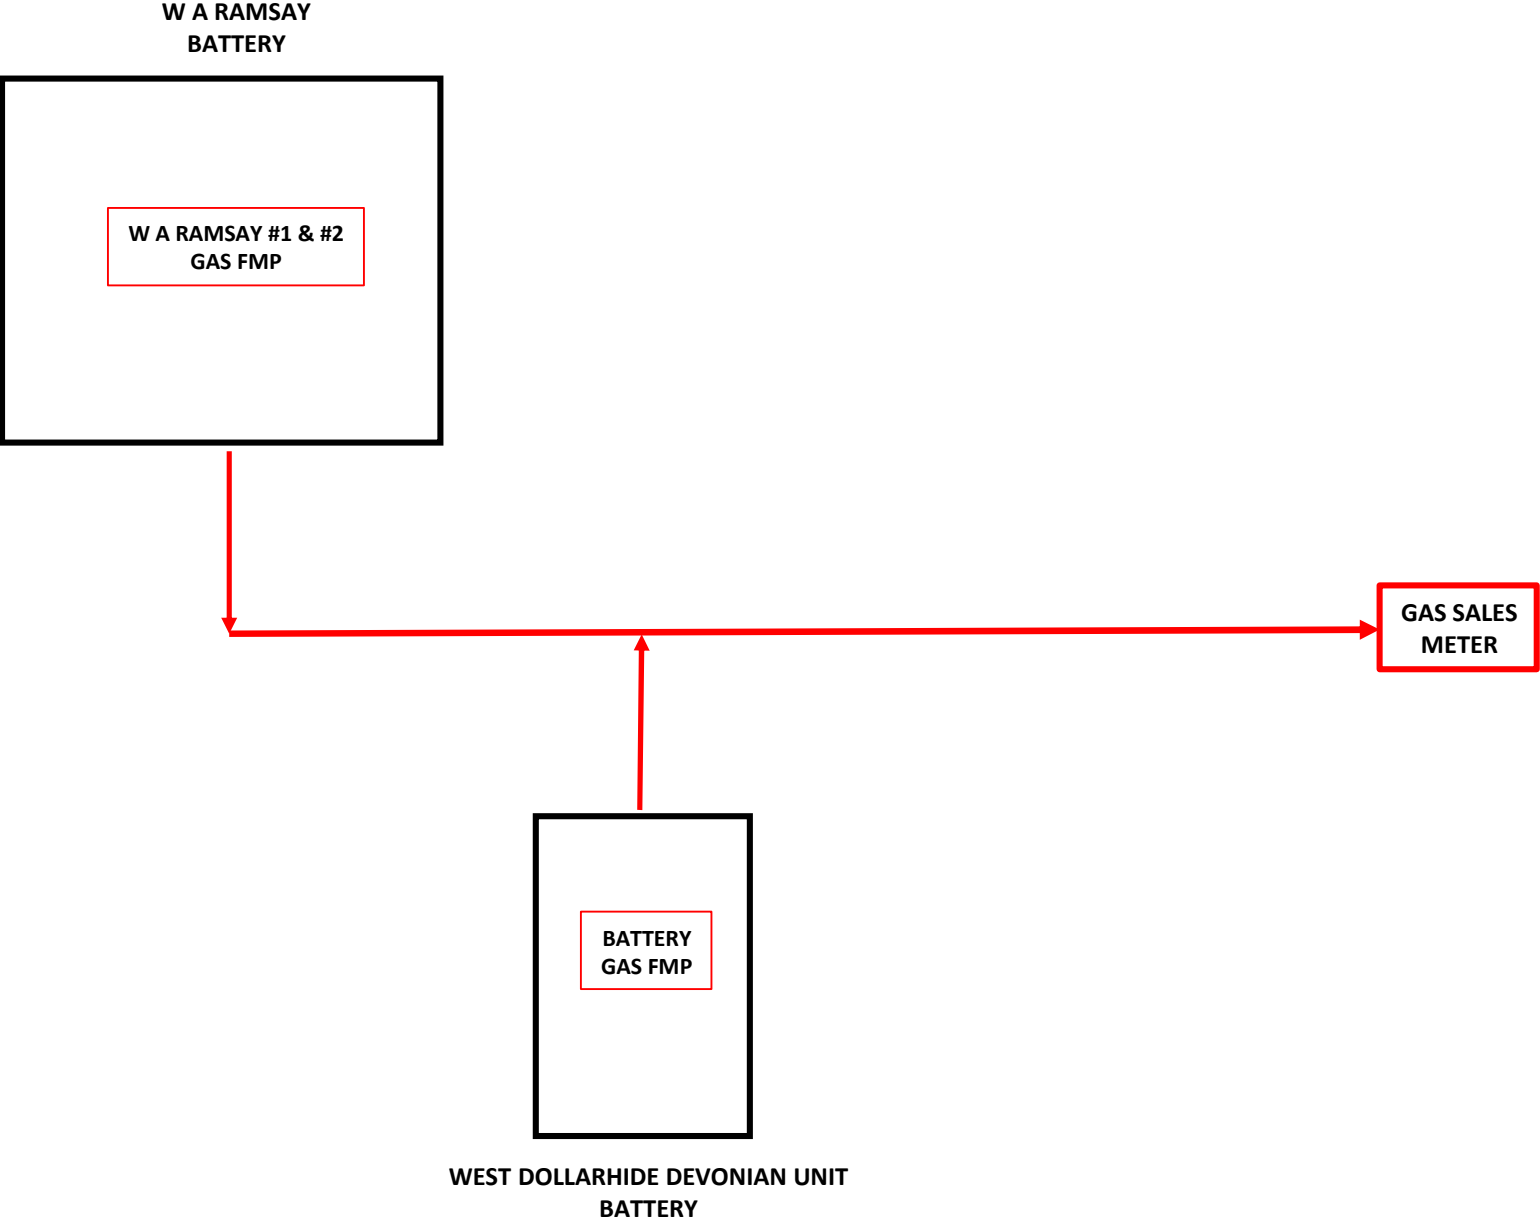 W A RAMSAY
BATTERY
W A RAMSAY #1 & #2
GAS FMP
GAS SALES
METER
BATTERY
GAS FMP
WEST DOLLARHIDE DEVONIAN UNIT
BATTERY